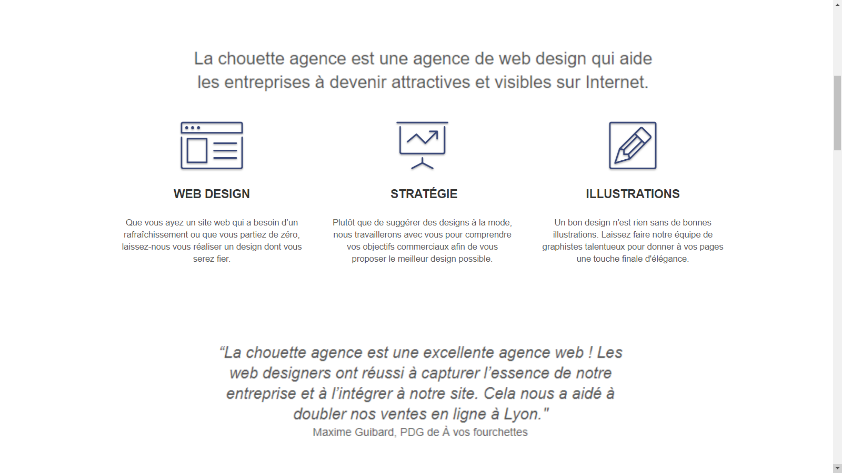 La chouette agence est une agence de web design qui aide
les entreprises à devenir attractives et visibles sur Internet.
WEB DESIGN
Que vous ayez un site web qui a besoin d'un
rafraîchissement ou que vous partiez de zéro,
laissez-nous vous réaliser un design dont vous
serez fier.
STRATÉGIE
Plutôt que de suggérer des designs à la mode,
nous travaillerons avec vous pour comprendre
vos objectifs commerciaux afin de vous
proposer le meilleur design possible.
ILLUSTRATIONS
Un bon design n'est rien sans de bonnes
illustrations. Laissez faire notre équipe de
graphistes talentueux pour donner à vos pages
une touche finale d'élégance.
“La chouette agence est une excellente agence web ! Les
web designers ont réussi à capturer l’essence de notre
entreprise et à l’intégrer à notre site. Cela nous a aidé à
doubler nos ventes en ligne à Lyon."
Maxime Guibard, PDG de À vos fourchettes